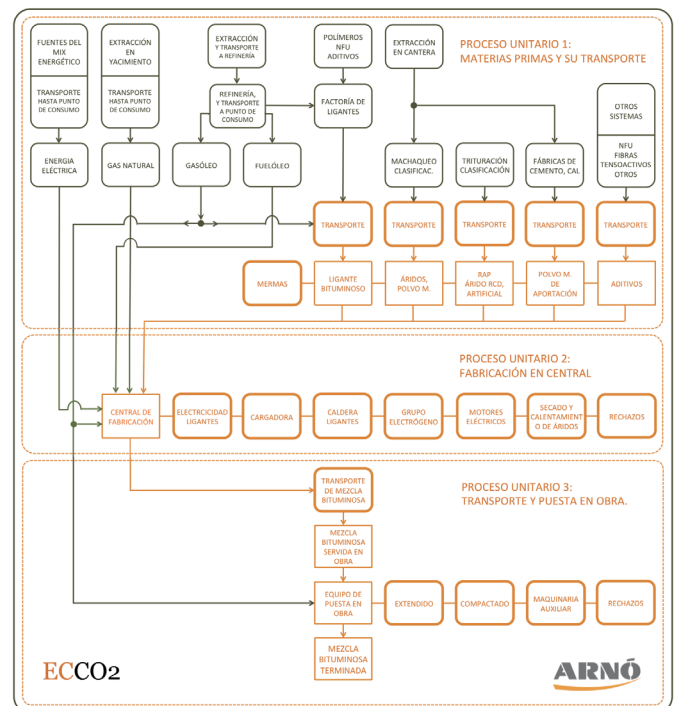 PROCESO UNITARIO 1:
MATERIAS PRIMAS Y SU TRANSPORTE
FUENTES DEL
MIX
ENERGÉTICO
TRANSPORTE
HASTA PUNTO
DE CONSUMO
EXTRACCIÓN
EN
YACIMIENTO
TRANSPORTE
HASTA PUNTO
DE CONSUMO
EXTRACCIÓN
Y TRANSPORTE
A REFINERÍA
POLÍMEROS
NFU
ADITIVOS
EXTRACCIÓN
EN CANTERA
REFINERÍA,
Y TRANSPORTE
A PUNTO DE
CONSUMO
FACTORÍA DE
LIGANTES
OTROS
SISTEMAS
NFU
FIBRAS
TENSOACTIVOS
OTROS
ENERGIA
ELÉCTRICA
GAS NATURAL
GASÓLEO
FUELÓLEO
MACHAQUEO
CLASIFICAC.
TRITURACIÓN
CLASIFICACIÓN
FÁBRICAS DE
CEMENTO, CAL
TRANSPORTE
TRANSPORTE
TRANSPORTE
TRANSPORTE
TRANSPORTE
MERMAS
LIGANTE
BITUMINOSO
ÁRIDOS,
POLVO M.
RAP
ÁRIDO RCD,
ARTIFICIAL
POLVO M.
DE
APORTACIÓN
ADITIVOS
PROCESO UNITARIO 2:
FABRICACIÓN EN CENTRAL
CENTRAL DE
FABRICACIÓN
ELECTRCICIDAD
LIGANTES
CARGADORA
CALDERA
LIGANTES
GRUPO
ELECTRÓGENO
MOTORES
ELÉCTRICOS
SECADO Y
CALENTAMIENT
O DE ÁRIDOS
RECHAZOS
PROCESO UNITARIO 3:
TRANSPORTE Y PUESTA EN OBRA.
TRANSPORTE
DE MEZCLA
BITUMINOSA
MEZCLA
BITUMINOSA
SERVIDA EN
OBRA
EQUIPO DE
PUESTA EN
OBRA
EXTENDIDO
COMPACTADO
MAQUINARIA
AUXILIAR
RECHAZOS
MEZCLA
BITUMINOSA
TERMINADA
ECCO2
ARNÓ